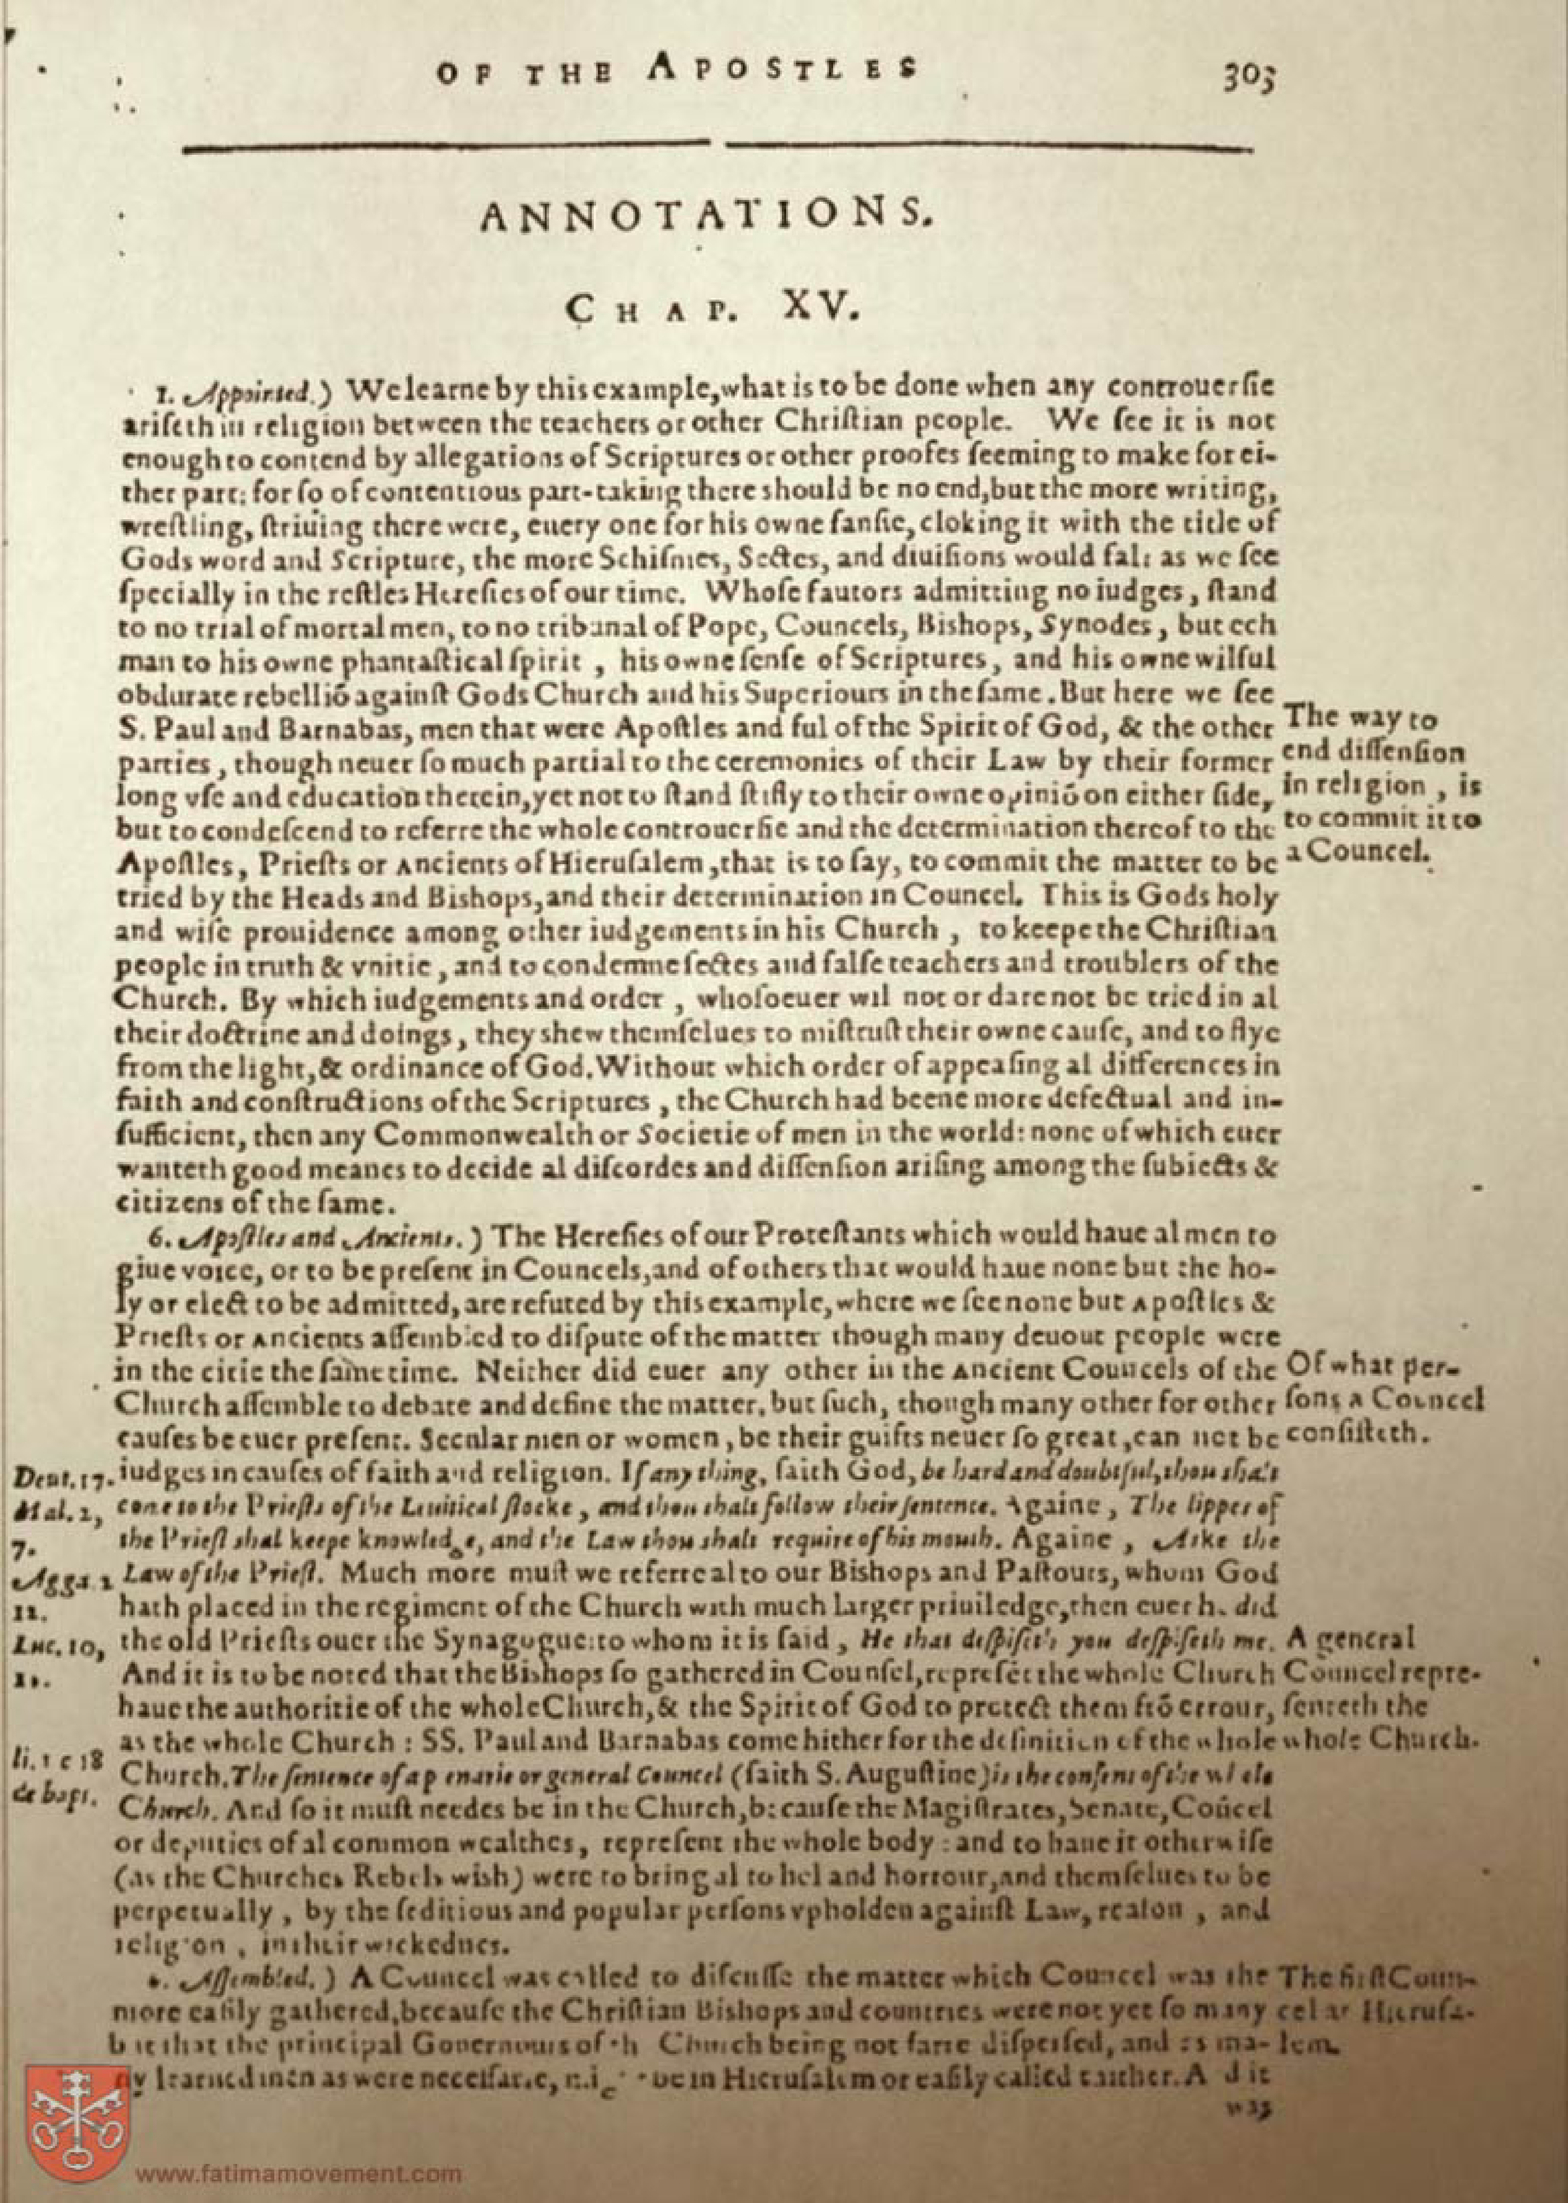 OF THE APOSTLES 303
ANNOTATIONS.
CHAP. XV.
1. Appointed.) We learne by this example, what is to be done when any controuersie
ariseth in religion between the teachers or other Christian people. We see it is not
enough to contend by allegations of Scriptures or other proofes seeming to make for ei-
ther part: for so of contentious part-taking there should be no end, but the more writing,
wrestling, striuing there were, euery one for his owne fansie, cloking it with the title of
Gods word and Scripture, the more Schismes, Sectes, and diuisions would fal: as we see
specially in the restles Heresies of our time. Whose fautors admitting no iudges, stand
to no trial of mortal men, to no tribunal of Pope, Councels, Bishops, Synodes, but ech
man to his owne phantastical spirit, his owne sense of Scriptures, and his owne wilful
obdurate rebelliõ against Gods Church and his Superiours in the same. But here we see
S. Paul and Barnabas, men that were Apostles and ful of the Spirit of God, & the other
parties, though neuer so much partial to the ceremonies of their Law by their former
long vse and education therein, yet not to stand stifly to their owne opiniõ on either side,
but to condescend to referre the whole controuersie and the determination thereof to the
Apostles, Priests or Ancients of Hierusalem, that is to say, to commit the matter to be
tried by the Heads and Bishops, and their determination in Councel. This is Gods holy
and wise prouidence among other iudgements in his Church, to keepe the Christian
people in truth & vnitie, and to condemne sectes and false teachers and troublers of the
Church. By which iudgements and order, whosoeuer wil not or dare not be tried in al
their doctrine and doings, they shew themselues to mistrust their owne cause, and to flye
from the light, & ordinance of God. Without which order of appeasing al differences in
faith and constructions of the Scriptures, the Church had beene more defectual and in-
sufficient, then any Commonwealth or Societie of men in the world: none of which euer
wanteth good meanes to decide al discordes and dissension arising among the subiects &
citizens of the same.
The way to
end dissension
in religion, is
to commit it to
a Councel.
6. Apostles and Ancients.) The Heresies of our Protestants which would haue al men to
giue voice, or to be present in Councels, and of others that would haue none but the ho-
ly or elect to be admitted, are refuted by this example, where we see none but Apostles &
Priests or Ancients assembled to dispute of the matter though many deuout people were
in the citie the same time. Neither did euer any other in the Ancient Councels of the
Church assemble to debate and define the matter, but such, though many other for other
causes be euer present. Secular men or women, be their guifts neuer so great, can not be
iudges in causes of faith and religion. If any thing, saith God, be hard and doubtful, thou shalt
come to the Priests of the Leuitical stocke, and thou shalt follow their sentence. Againe, The lippes of
the Priest shal keepe knowledge, and the Law thou shalt require of his mouth. Againe, Aske the
Law of the Priest. Much more must we referre al to our Bishops and Pastours, whom God
hath placed in the regiment of the Church with much larger priuiledge, then euer h. did
the old Priests ouer the Synagogue: to whom it is said, He that despiseth you despiseth me.
And it is to be noted that the Bishops so gathered in Counsel, represẽt the whole Church
haue the authoritie of the whole Church, & the Spirit of God to protect them frõ errour,
as the whole Church: SS. Paul and Barnabas come hither for the definition of the whole
Church. The sentence of a plenarie or general Councel (saith S. Augustine) is the consent of the whole
Church. And so it must needes be in the Church, because the Magistrates, Senate, Coũcel
or deputies of al common wealthes, represent the whole body: and to haue it otherwise
(as the Churches Rebels wish) were to bring al to hel and horrour, and themselues to be
perpetually, by the seditious and popular persons vpholden against Law, reason, and
religion, in their wickednes.
Of what per-
sons a Councel
consisteth.
Deut. 17.
Mal. 2,
7.
Agga. 2
12.
Luc. 10,
A general
Councel repre-
senteth the
whole Church.
li. 1 c 18
de bapt.
Assembled.) A Councel was called to discusse the matter which Councel was the
more easily gathered, because the Christian Bishops and countries were not yet so many
but that the principal Gouernours of Church being not farre dispersed, and as ma-
ny learned men as were necessarie, be in Hierusalem or easily called thither. And it
The first Coun-
cel at Hierusa-
lem.
was
www.fatimamovement.com